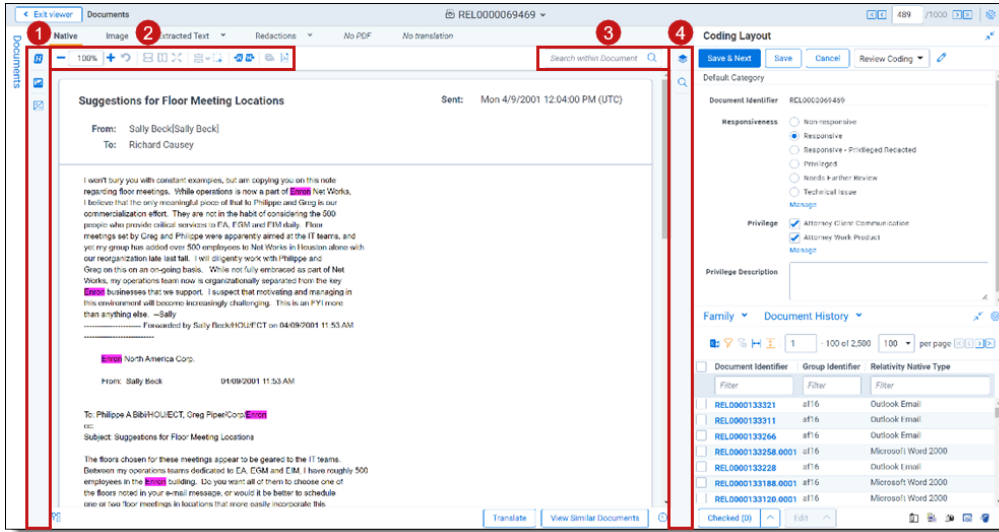 Exit viewer
Documents
REL0000069469
489 /1000
1 2 3 4
Documents
Native Image Extracted Text Redactions No PDF No translation
100%
Search within Document
Suggestions for Floor Meeting Locations
Sent: Mon 4/9/2001 12:04:00 PM (UTC)
From: Sally Beck[Sally Beck]
To: Richard Causey
I won't bury you with constant examples, but am copying you on this note
regarding floor meetings. While operations is now a part of Enron Net Works,
I believe that the only meaningful piece of that to Philippe and Greg is our
commercialization effort. They are not in the habit of considering the 500
people who provide critical services to EA, EGM and EIM daily. Floor
meetings set by Greg and Philippe were apparently aimed at the IT teams, and
yet my group has added over 500 employees to Net Works in Houston alone with
our reorganization late last fall. I will diligently work with Philippe and
Greg on this on an on-going basis. While not fully embraced as part of Net
Works, my operations team now is organizationally separated from the key
Enron businesses that we support. I suspect that motivating and managing in
this environment will become increasingly challenging. This is an FYI more
than anything else. --Sally
---------------------- Forwarded by Sally Beck/HOU/ECT on 04/09/2001 11:53 AM
---------------------------
Enron North America Corp.
From: Sally Beck 04/09/2001 11:53 AM
To: Philippe A Bibi/HOU/ECT, Greg Piper/Corp/Enron
cc:
Subject: Suggestions for Floor Meeting Locations
The floors chosen for these meetings appear to be geared to the IT teams.
Between my operations teams dedicated to EA, EGM and EIM, I have roughly 500
employees in the Enron building. Do you want all of them to choose one of
the floors noted in your e-mail message, or would it be better to schedule
one or two floor meetings in locations that more easily incorporate this
Translate
View Similar Documents
Coding Layout
Save & Next Save Cancel Review Coding
Default Category
Document Identifier REL0000069469
Responsiveness
Non-responsive
Responsive
Responsive - Privileged Redacted
Privileged
Needs Further Review
Technical Issue
Manage
Privilege
Attorney Client Communication
Attorney Work Product
Manage
Privilege Description
Family Document History
1 - 100 of 2,500 100 per page
Document Identifier Group Identifier Relativity Native Type
Filter Filter Filter
REL0000133321 af16 Outlook Email
REL0000133311 af16 Outlook Email
REL0000133266 af16 Outlook Email
REL0000133258.0001 af16 Microsoft Word 2000
REL0000133228 af16 Outlook Email
REL0000133188.0001 af16 Microsoft Word 2000
REL0000133120.0001 af16 Microsoft Word 2000
Checked (0) Edit